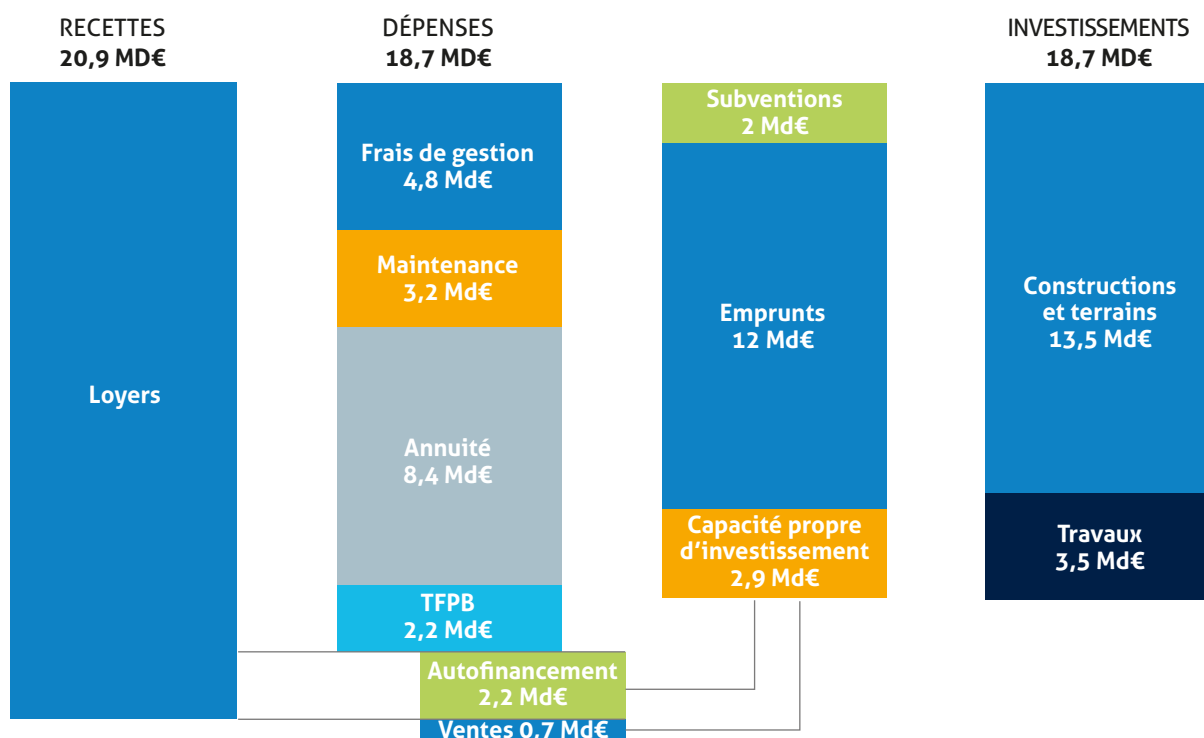 RECETTES
20,9 MD€
Loyers
DÉPENSES
18,7 MD€
Frais de gestion
4,8 Md€
Maintenance
3,2 Md€
Annuité
8,4 Md€
TFPB
2,2 Md€
Autofinancement
2,2 Md€
Ventes 0,7 Md€
Subventions
2 Md€
Emprunts
12 Md€
Capacité propre
d’investissement
2,9 Md€
INVESTISSEMENTS
18,7 MD€
Constructions
et terrains
13,5 Md€
Travaux
3,5 Md€